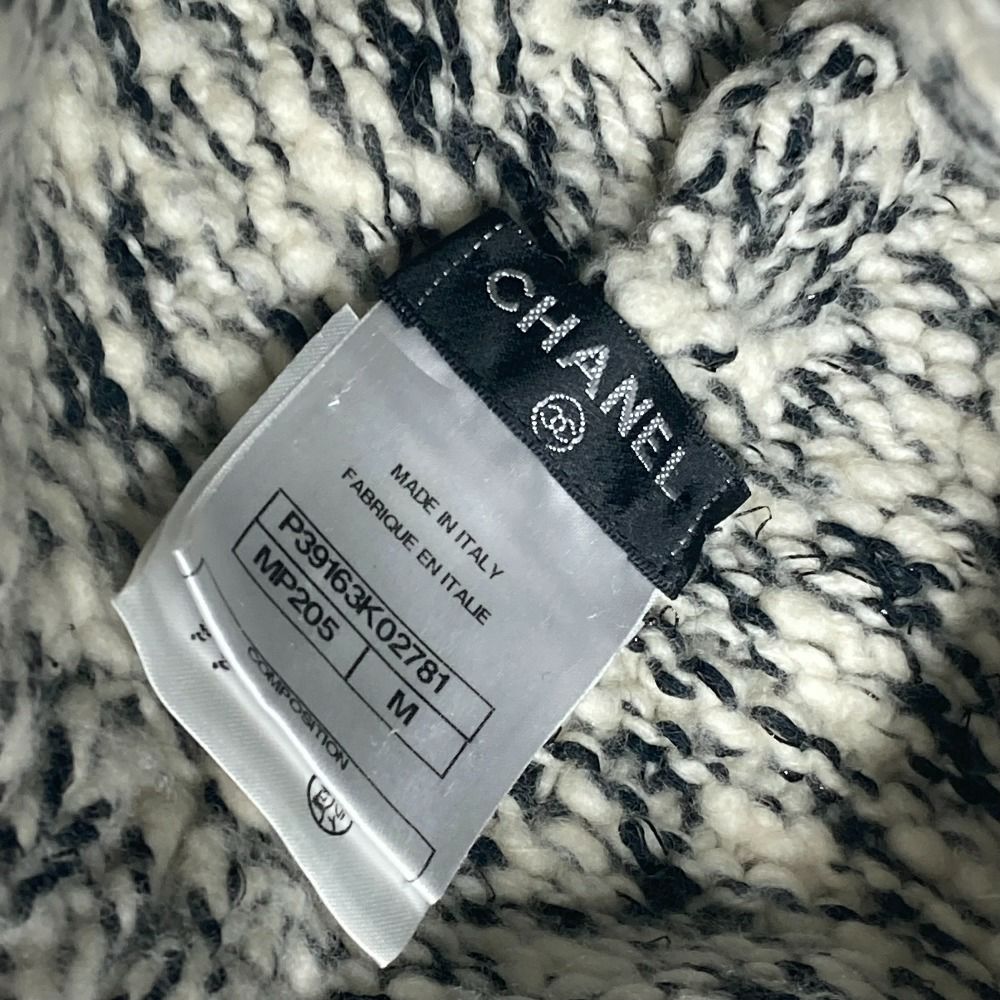 CHANEL
MADE IN ITALY
FABRIQUE EN ITALIE
P39163K02781
MP205 M
COMPOSITION